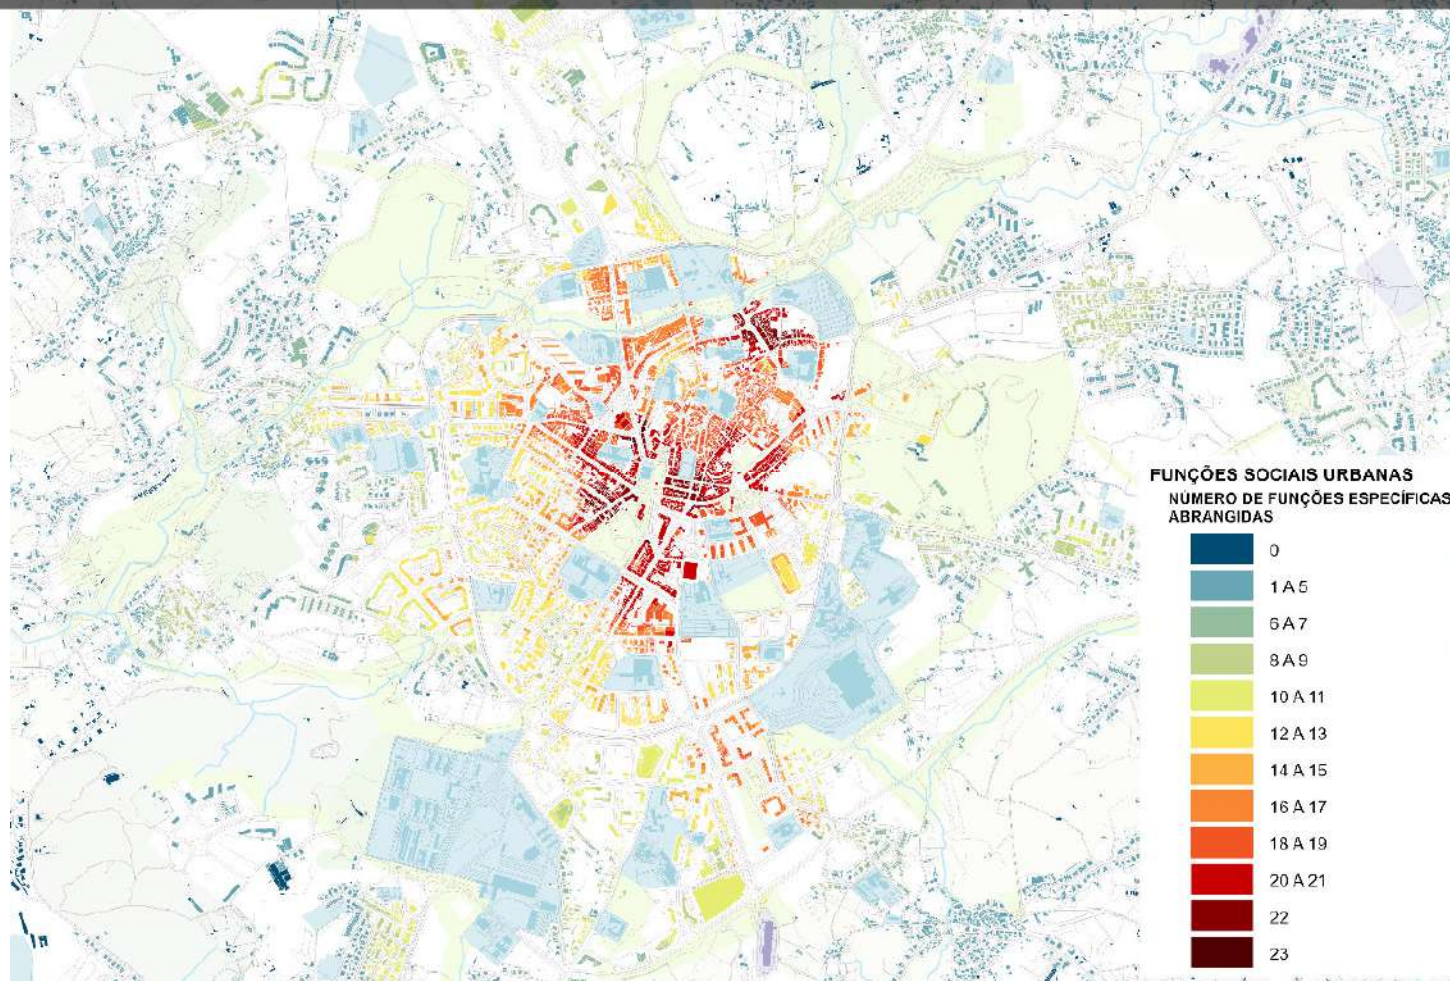 FUNÇÕES SOCIAIS URBANAS
NÚMERO DE FUNÇÕES ESPECÍFICAS
ABRANGIDAS
0
1 A 5
6 A 7
8 A 9
10 A 11
12 A 13
14 A 15
16 A 17
18 A 19
20 A 21
22
23